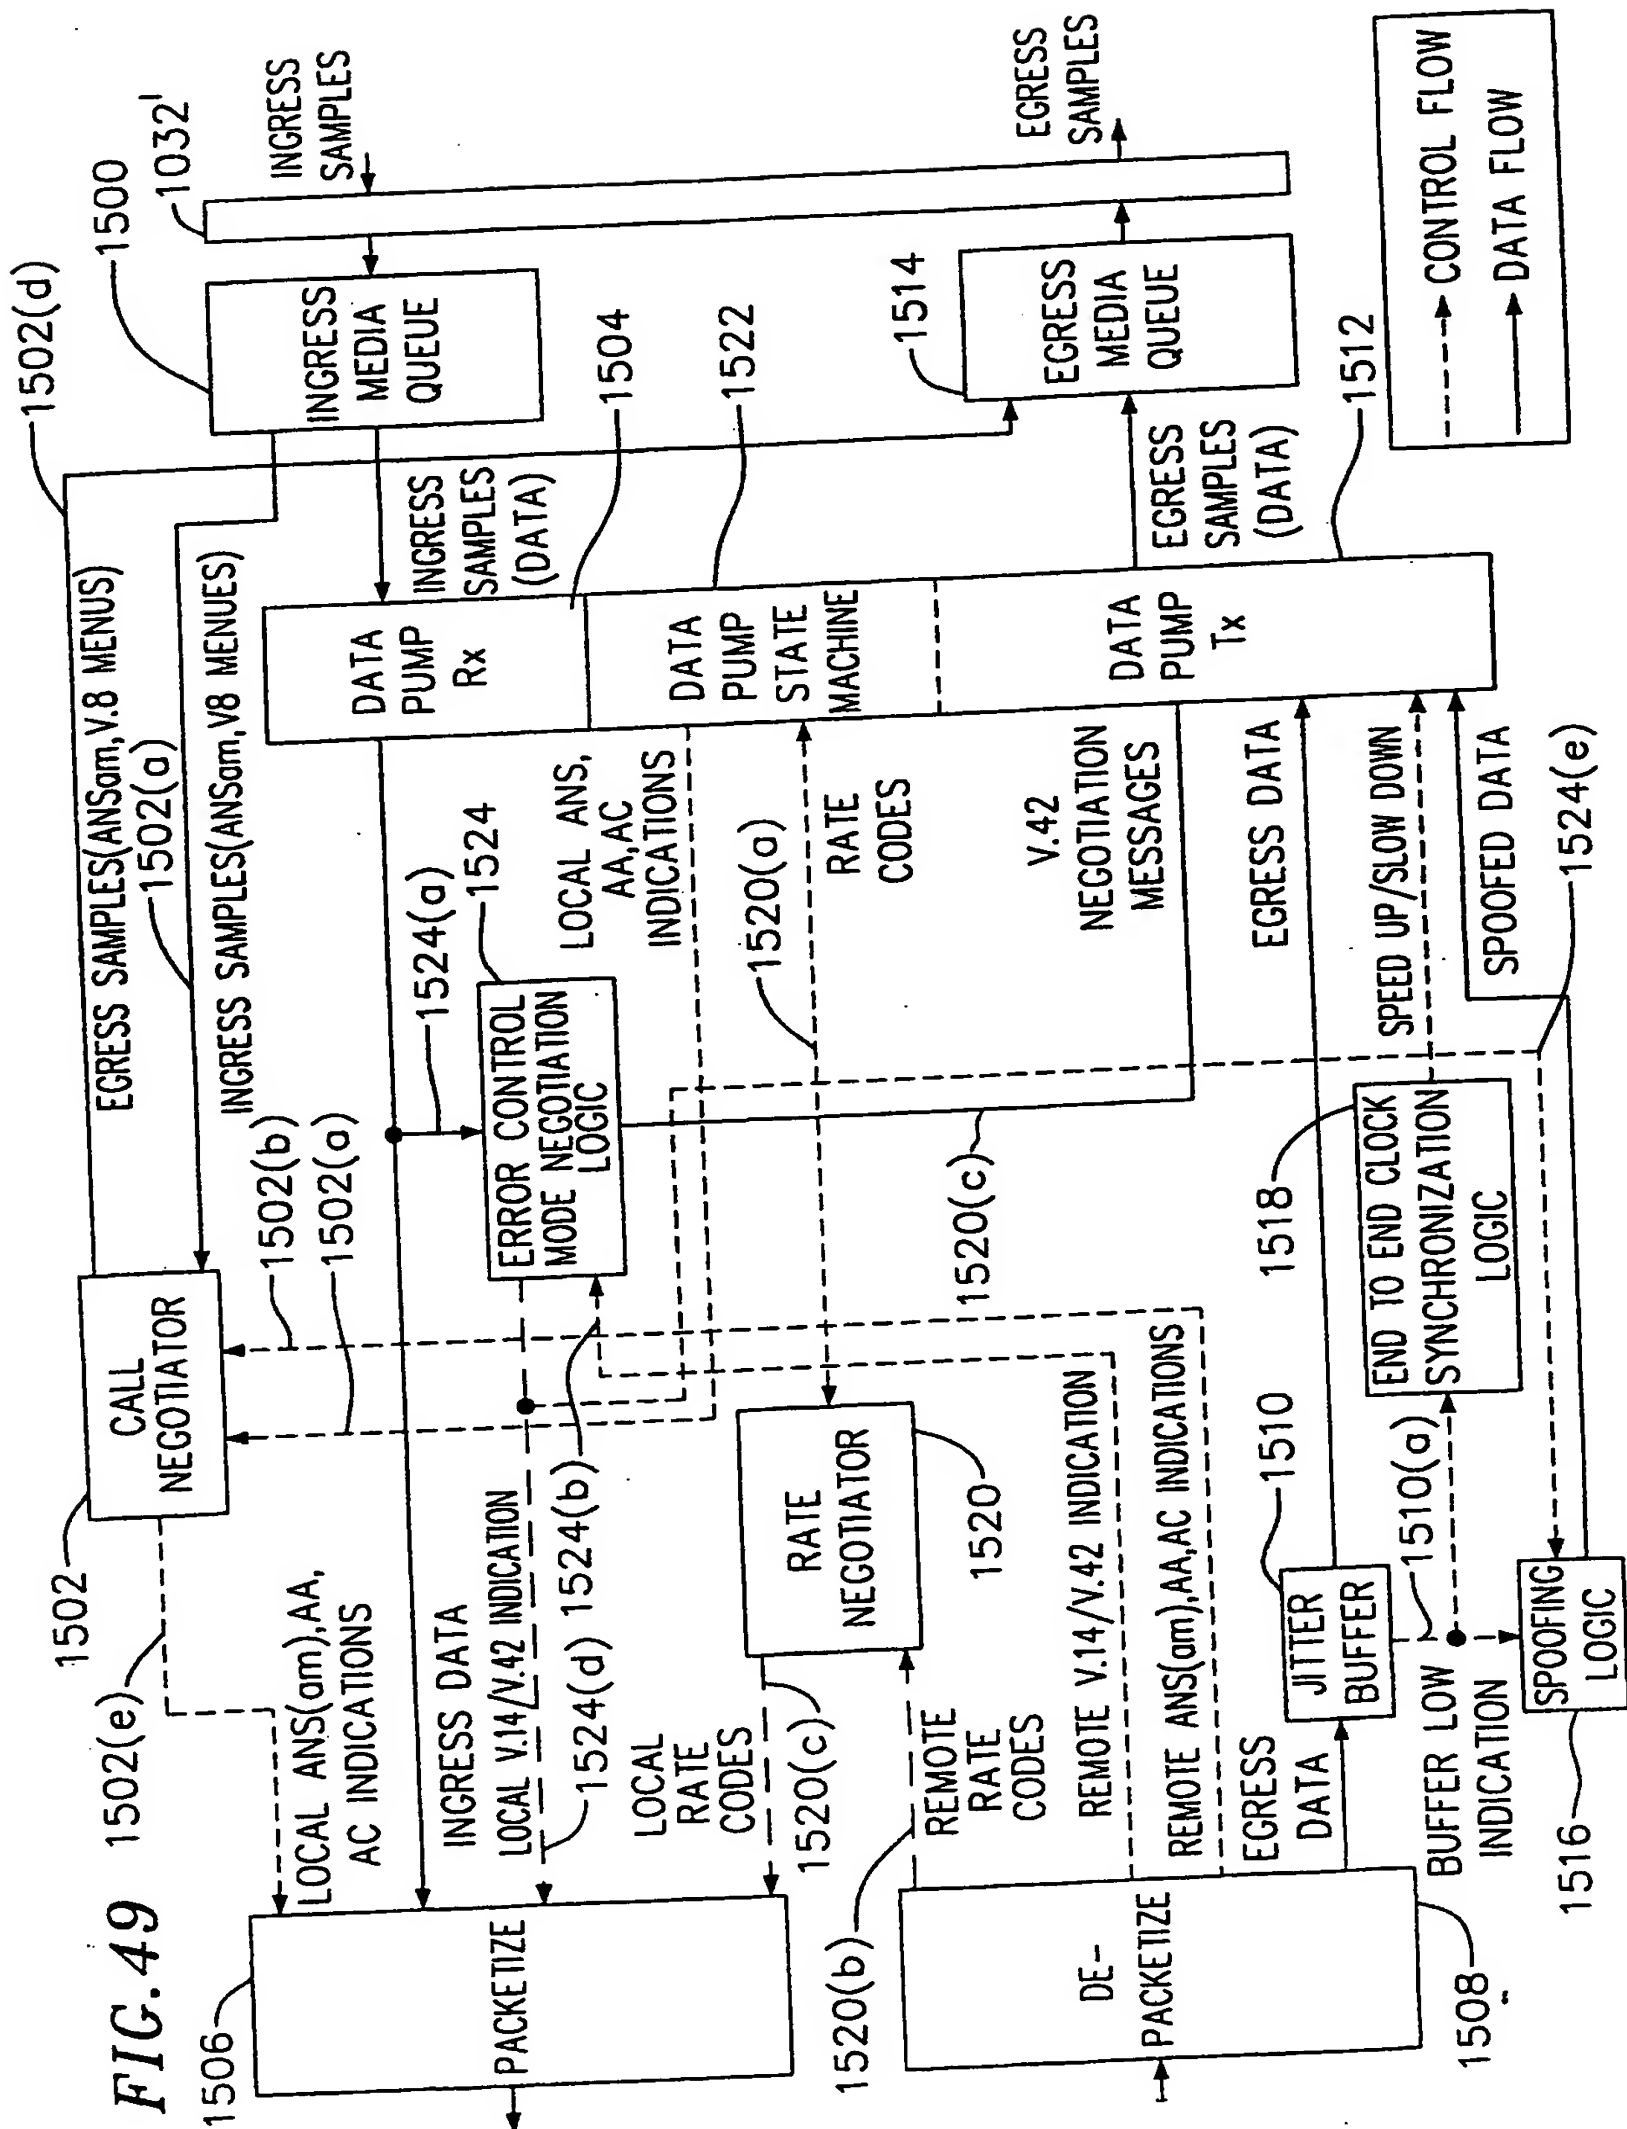 FIG. 49
1506
PACKETIZE
1502(e)
1502
CALL
NEGOTIATOR
LOCAL ANS(am),AA,
AC INDICATIONS
1502(b)
1502(a)
EGRESS SAMPLES(ANSam,V.8 MENUS)
1502(a)
INGRESS SAMPLES(ANSam,V8 MENUES)
1502(d)
1500
1032'
INGRESS
MEDIA
QUEUE
INGRESS
SAMPLES
INGRESS DATA
LOCAL V.14/V.42 INDICATION
1524(d)
1524(b)
ERROR CONTROL
MODE NEGOTIATION
LOGIC
1524(a)
1524
DATA
PUMP
Rx
INGRESS
SAMPLES
(DATA)
1504
LOCAL ANS,
AA,AC
INDICATIONS
DATA
PUMP
STATE
MACHINE
1522
LOCAL
RATE
CODES
1520(c)
RATE
NEGOTIATOR
1520
1520(a)
RATE
CODES
1520(b)
REMOTE
RATE
CODES
1520(c)
V.42
NEGOTIATION
MESSAGES
DATA
PUMP
Tx
1514
EGRESS
MEDIA
QUEUE
EGRESS
SAMPLES
EGRESS
SAMPLES
(DATA)
1512
DE-
PACKETIZE
1508
REMOTE V.14/V.42 INDICATION
REMOTE ANS(am),AA,AC INDICATIONS
EGRESS
DATA
JITTER
BUFFER
1510
EGRESS DATA
1518
END TO END CLOCK
SYNCHRONIZATION
LOGIC
SPEED UP/SLOW DOWN
BUFFER LOW
INDICATION
1510(a)
SPOOFING
LOGIC
1516
SPOOFED DATA
1524(e)
CONTROL FLOW
DATA FLOW